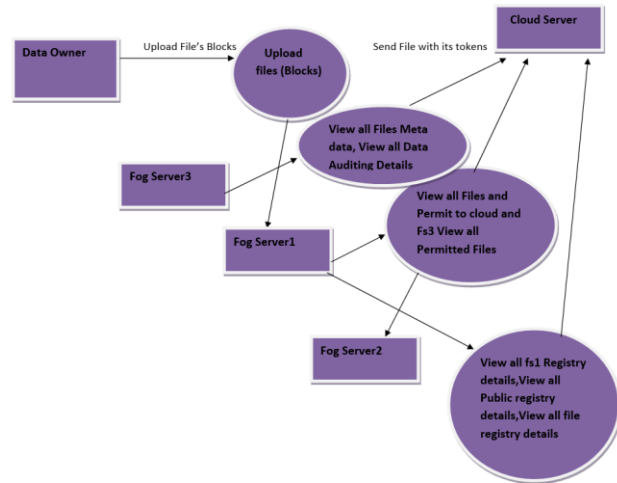 Cloud Server
Data Owner
Upload File's Blocks
Upload
files (Blocks)
Send File with its tokens
View all Files Meta
data, View all Data
Auditing Details
Fog Server3
View all Files and
Permit to cloud and
Fs3 View all
Permitted Files
Fog Server1
Fog Server2
View all fs1 Registry
details,View all
Public registry
details,View all file
registry details